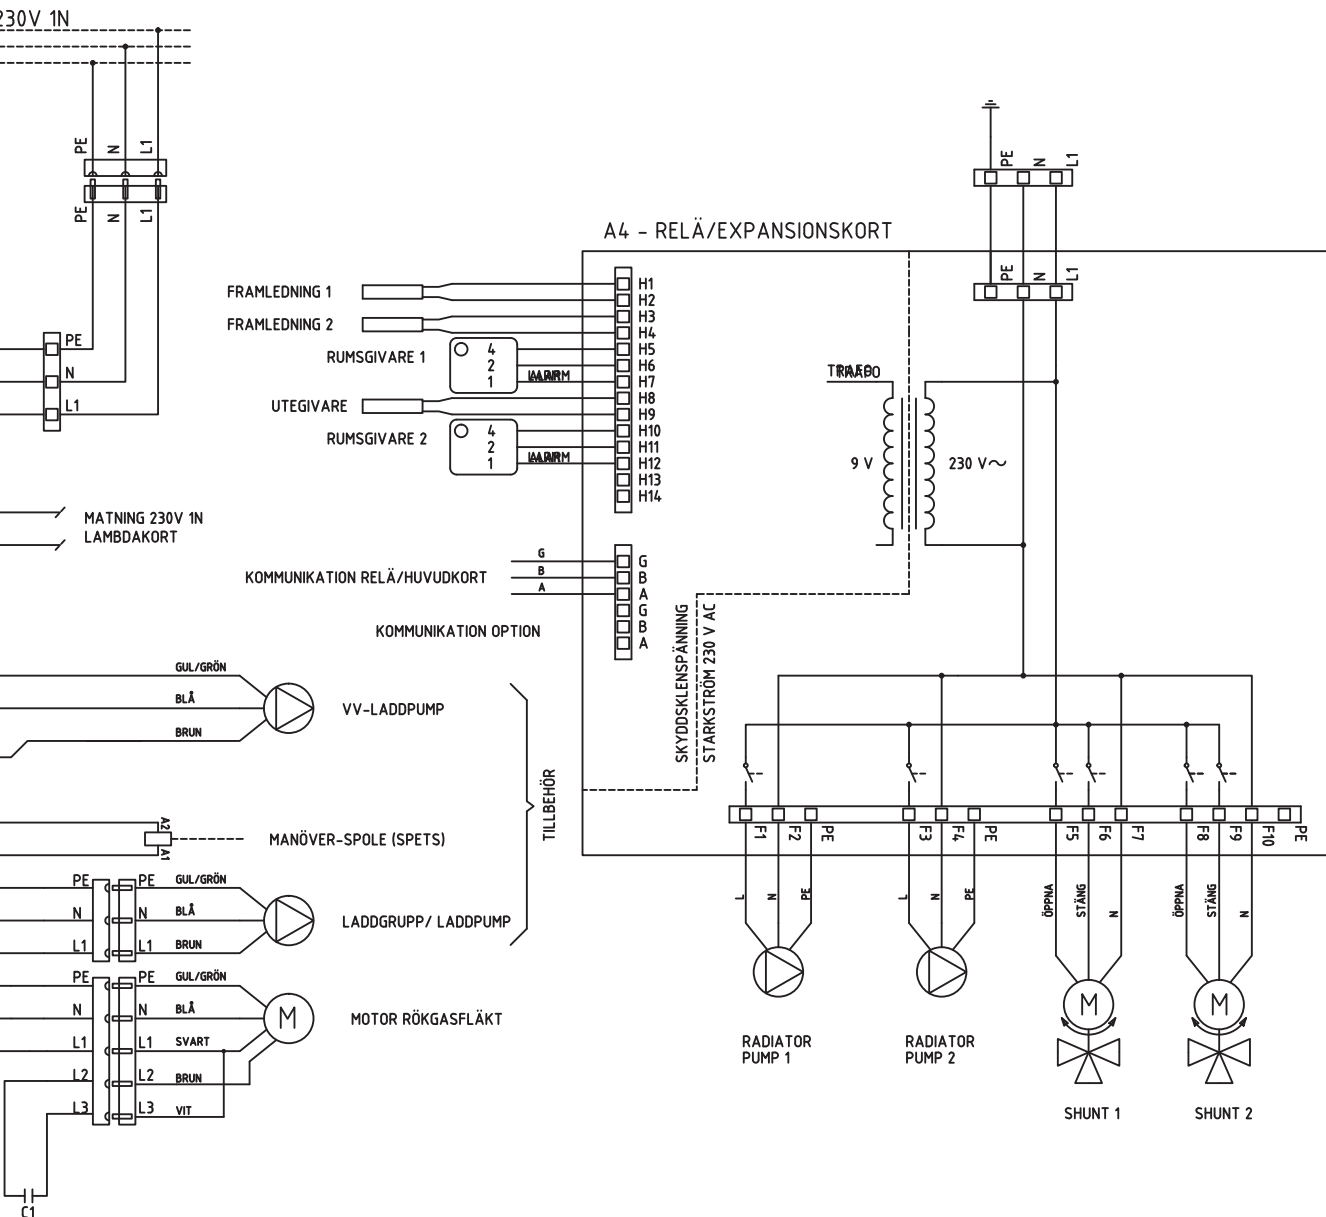 230V 1N
PE
N
L1
PE
N
L1
PE
N
L1
MATNING 230V 1N
LAMBDAKORT
A4 - RELÄ/EXPANSIONSKORT
PE
N
L1
PE
N
L1
FRAMLEDNING 1
FRAMLEDNING 2
RUMSGIVARE 1
4
2
1
UTEGIVARE
RUMSGIVARE 2
4
2
1
H1
H2
H3
H4
H5
H6
H7
H8
H9
H10
H11
H12
H13
H14
9 V
230 V~
KOMMUNIKATION RELÄ/HUVUDKORT
G
B
A
KOMMUNIKATION OPTION
G
B
A
G
B
A
SKYDDSKLENSPÄNNING
STARKSTRÖM 230 V AC
GUL/GRÖN
BLÅ
BRUN
VV-LADDPUMP
TILLBEHÖR
A2
A1
MANÖVER-SPOLE (SPETS)
PE
N
L1
PE
N
L1
GUL/GRÖN
BLÅ
BRUN
LADDGRUPP/ LADDPUMP
PE
N
L1
L2
L3
PE
N
L1
L2
L3
GUL/GRÖN
BLÅ
SVART
BRUN
VIT
M
MOTOR RÖKGASFLÄKT
C1
F1
F2
PE
F3
F4
PE
F5
F6
F7
F8
F9
F10
PE
L
N
PE
L
N
PE
ÖPPNA
STÄNG
N
ÖPPNA
STÄNG
N
M
M
RADIATOR
PUMP 1
RADIATOR
PUMP 2
SHUNT 1
SHUNT 2